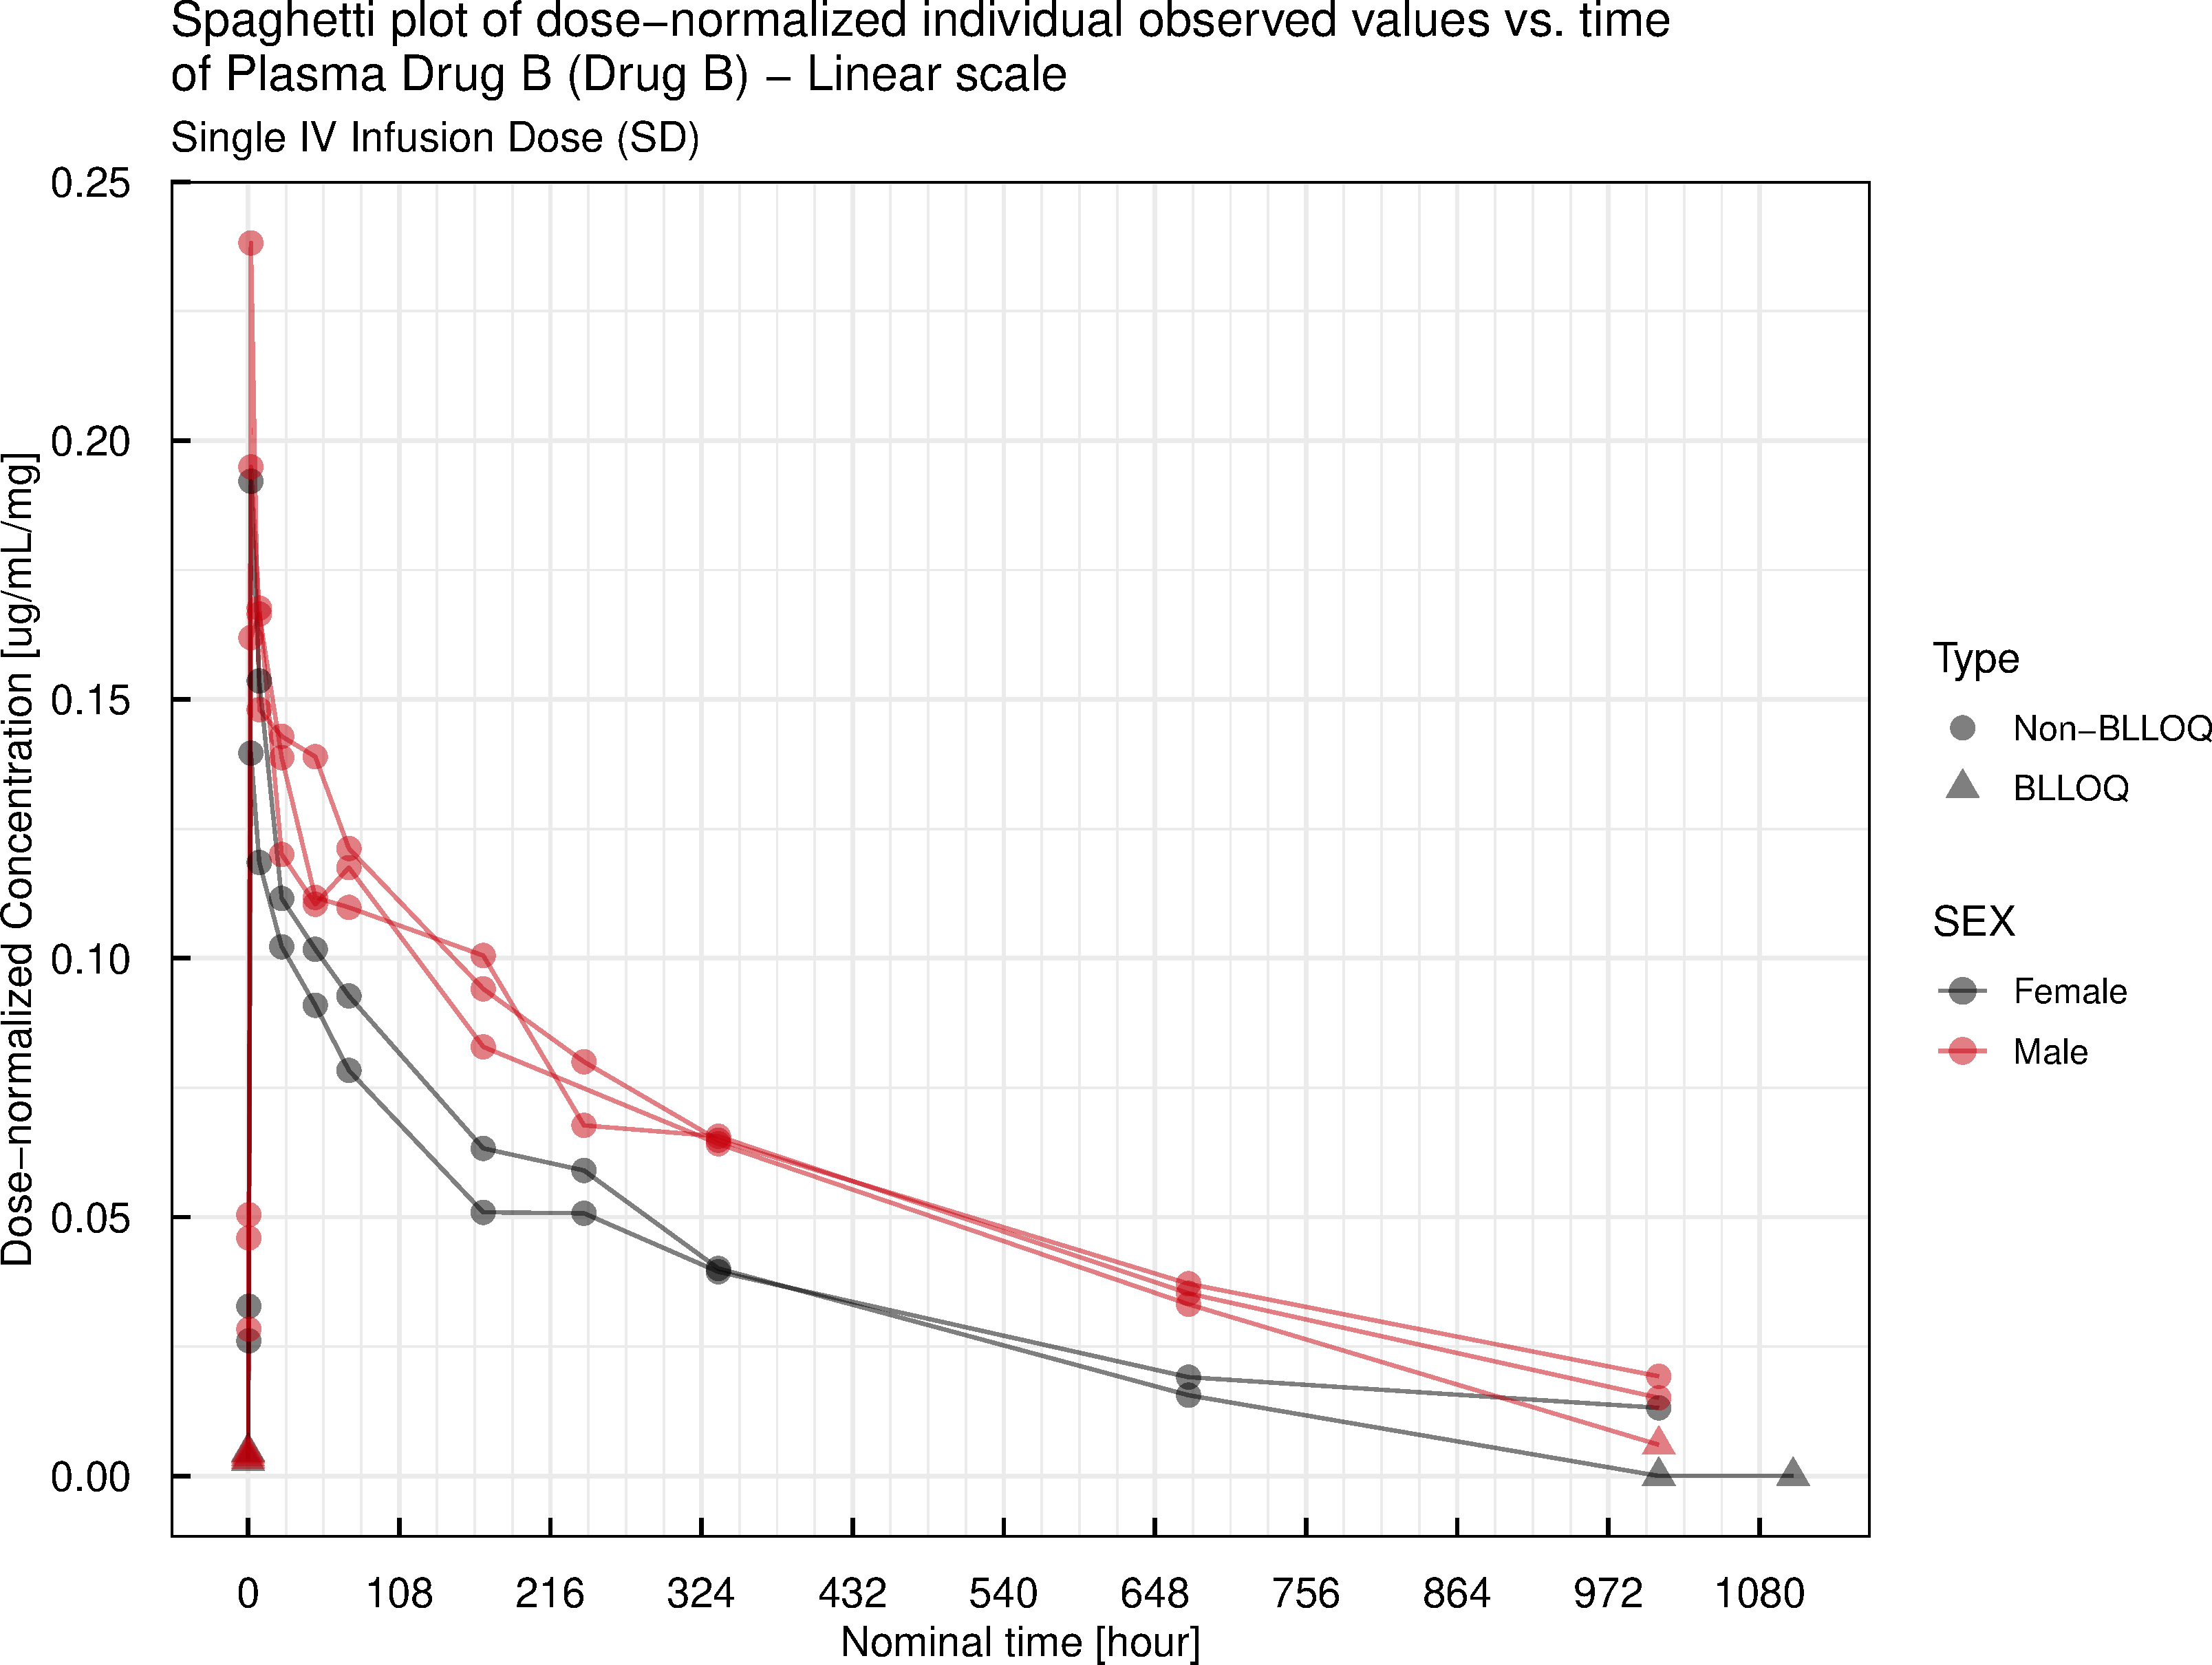 Spaghetti plot of dose−normalized individual observed values vs. time
of Plasma Drug B (Drug B) − Linear scale
Single IV Infusion Dose (SD)
0.25
0.20
0.15
0.10
0.05
0.00
Dose−normalized Concentration [ug/mL/mg]
0 108 216 324 432 540 648 756 864 972 1080
Nominal time [hour]
Type
Non−BLLOQ
BLLOQ
SEX
Female
Male